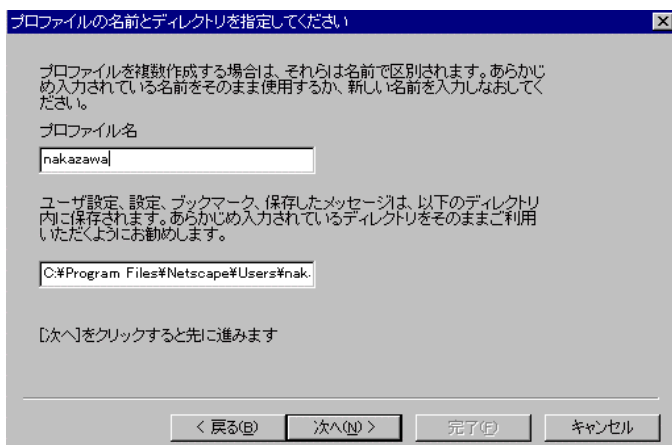 プロファイルの名前とディレクトリを指定してください
プロファイルを複数作成する場合は、それらは名前で区別されます。あらかじ
め入力されている名前をそのまま使用するか、新しい名前を入力しなおしてく
ださい。
プロファイル名
nakazawa
ユーザ設定、設定、ブックマーク、保存したメッセージは、以下のディレクトリ
内に保存されます。あらかじめ入力されているディレクトリをそのままご利用
いただくようにお勧めします。
C:¥Program Files¥Netscape¥Users¥nak.
[次へ]をクリックすると先に進みます
< 戻る(B)
次へ(N) >
完了(F)
キャンセル